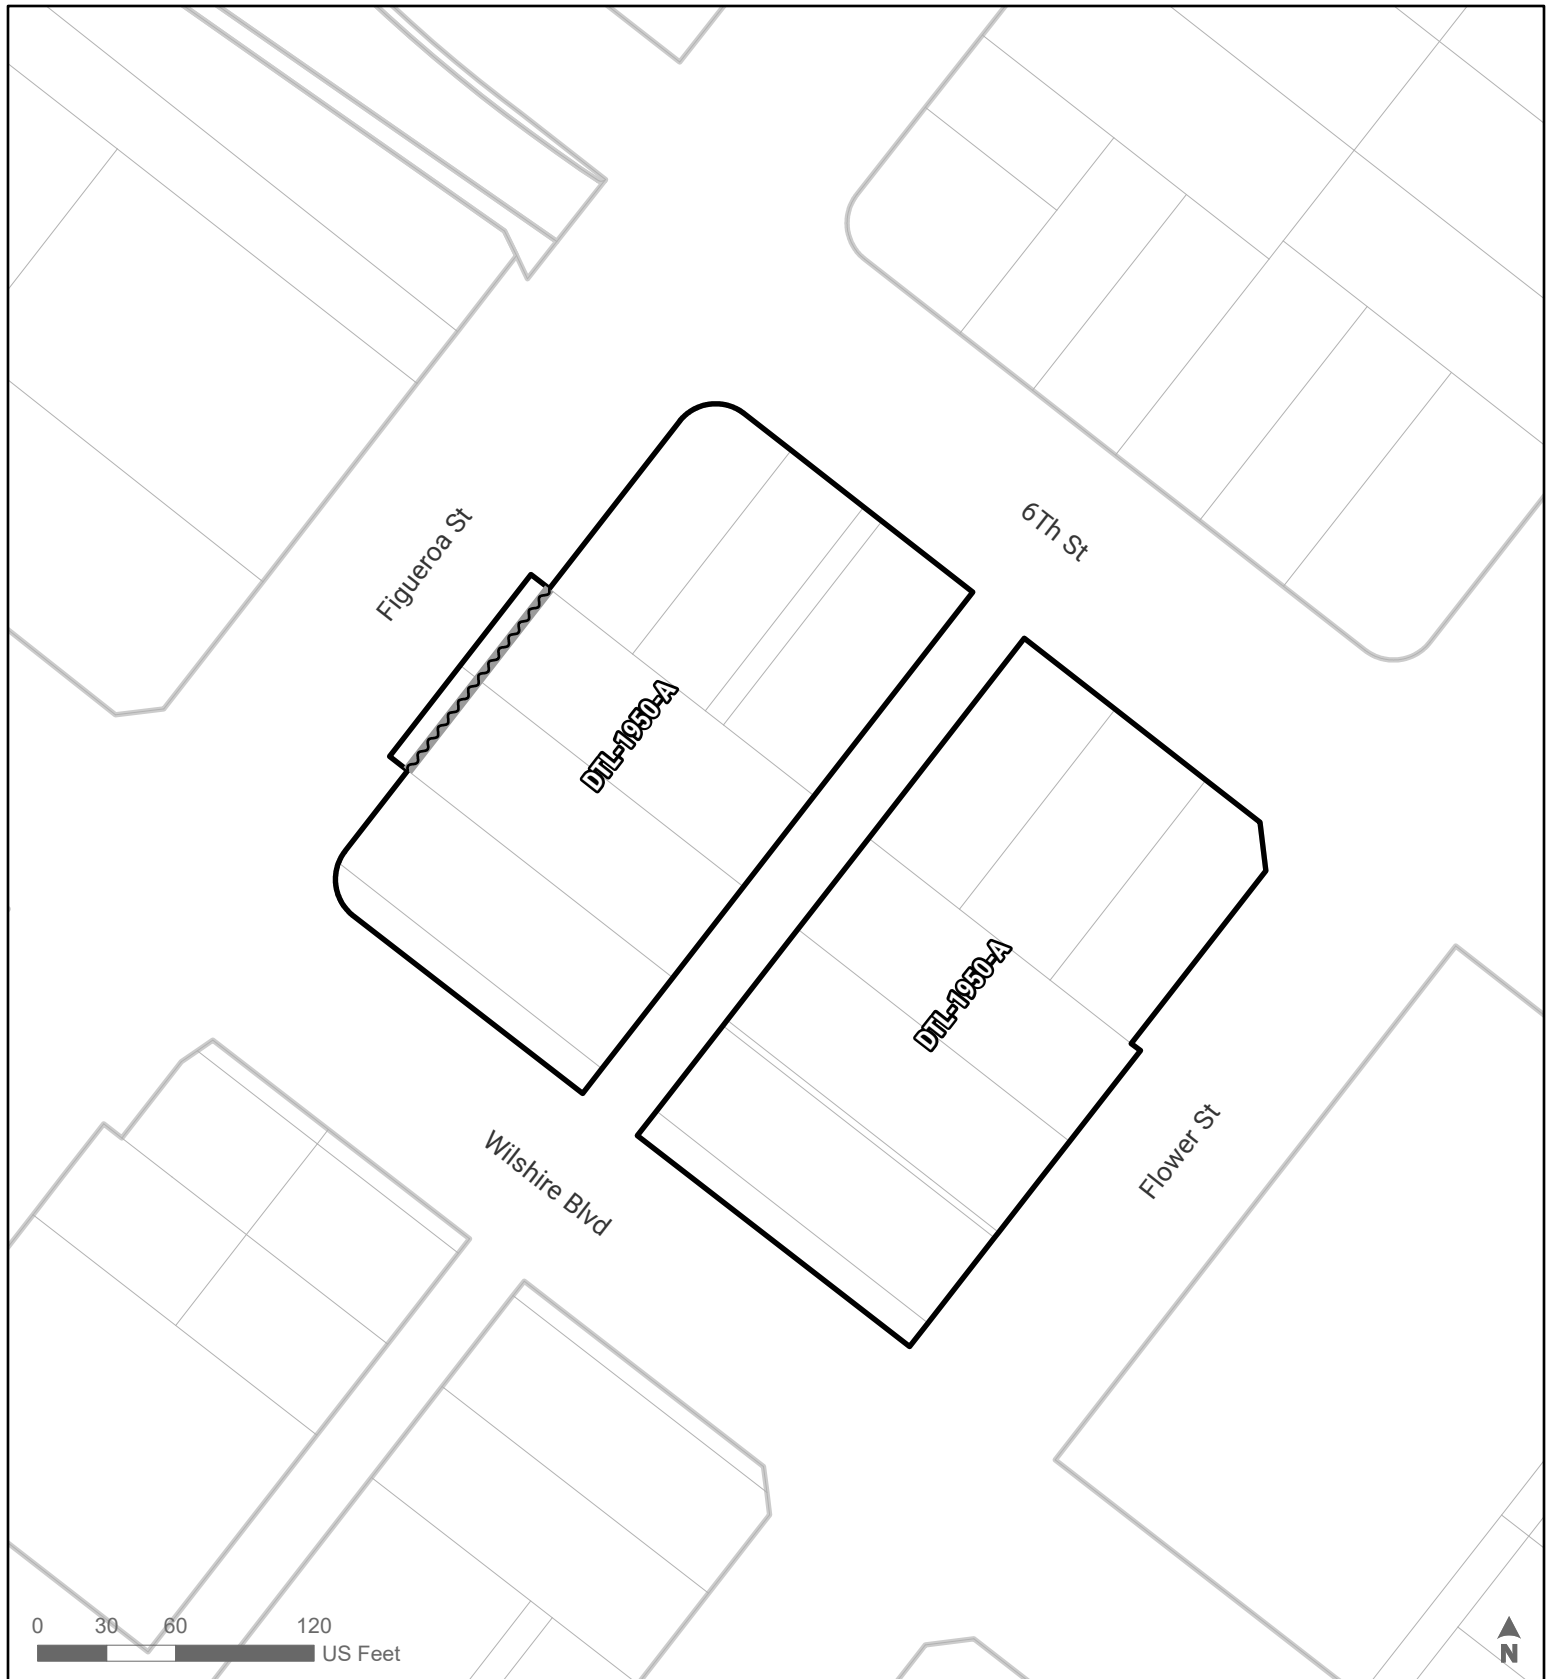 6Th St
Figueroa St
DTL-1950-A
DTL-1950-A
Flower St
Wilshire Blvd
0 30 60 120
US Feet
N